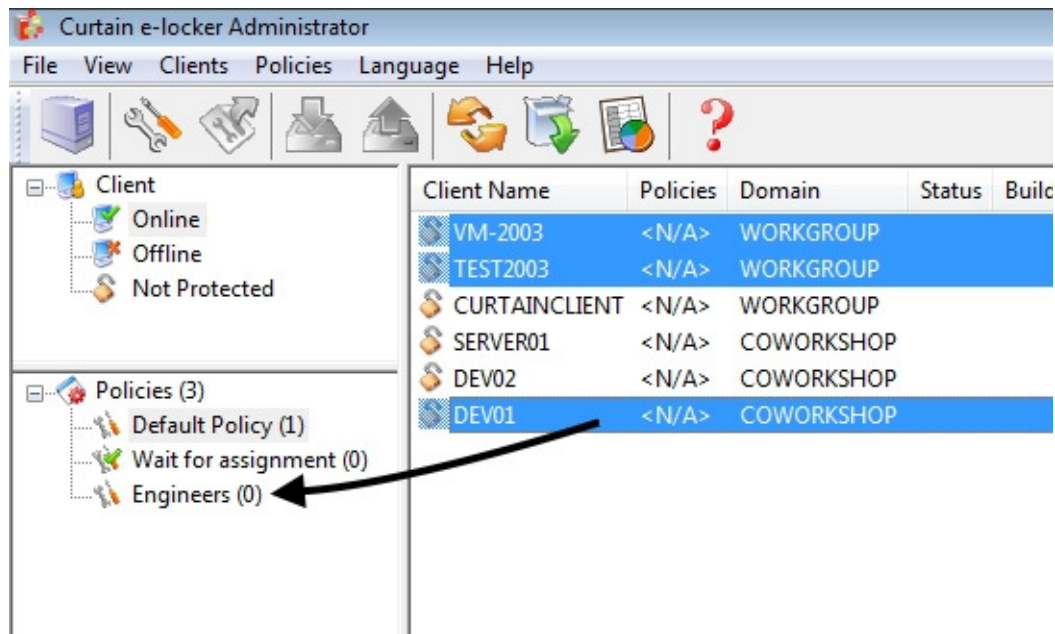 Curtain e-locker Administrator
File View Clients Policies Language Help
Client
Online
Offline
Not Protected
Policies (3)
Default Policy (1)
Wait for assignment (0)
Engineers (0)
Client Name Policies Domain Status Build
VM-2003 <N/A> WORKGROUP
TEST2003 <N/A> WORKGROUP
CURTAINCLIENT <N/A> WORKGROUP
SERVER01 <N/A> COWORKSHOP
DEV02 <N/A> COWORKSHOP
DEV01 <N/A> COWORKSHOP